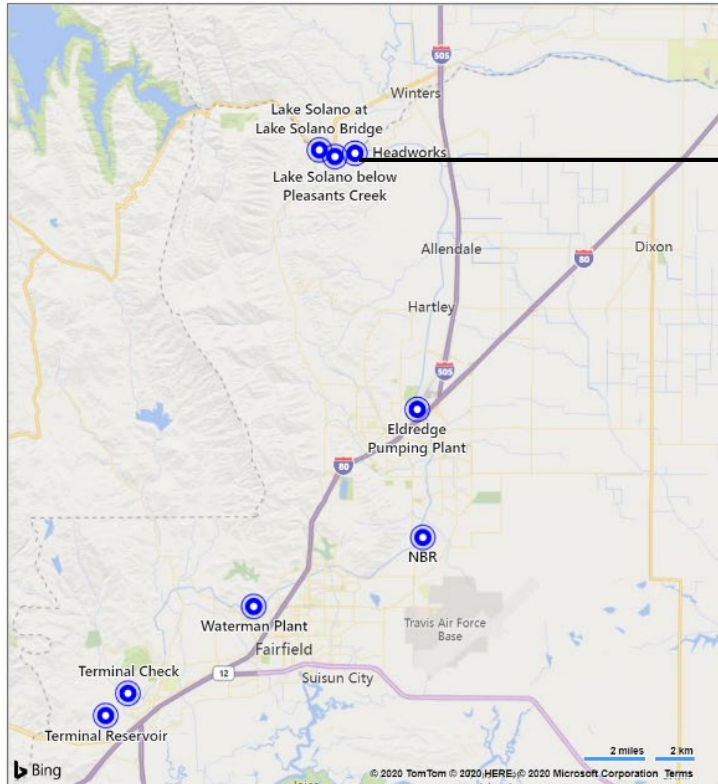 505
Winters
Lake Solano at
Lake Solano Bridge
Headworks
Lake Solano below
Pleasants Creek
Allendale
Dixon
80
Hartley
505
Eldredge
Pumping Plant
80
NBR
Waterman Plant
Travis Air Force
Base
Fairfield
Terminal Check
12
Suisun City
Terminal Reservoir
2 miles
2 km
Bing
© 2020 TomTom © 2020 HERE, © 2020 Microsoft Corporation Terms